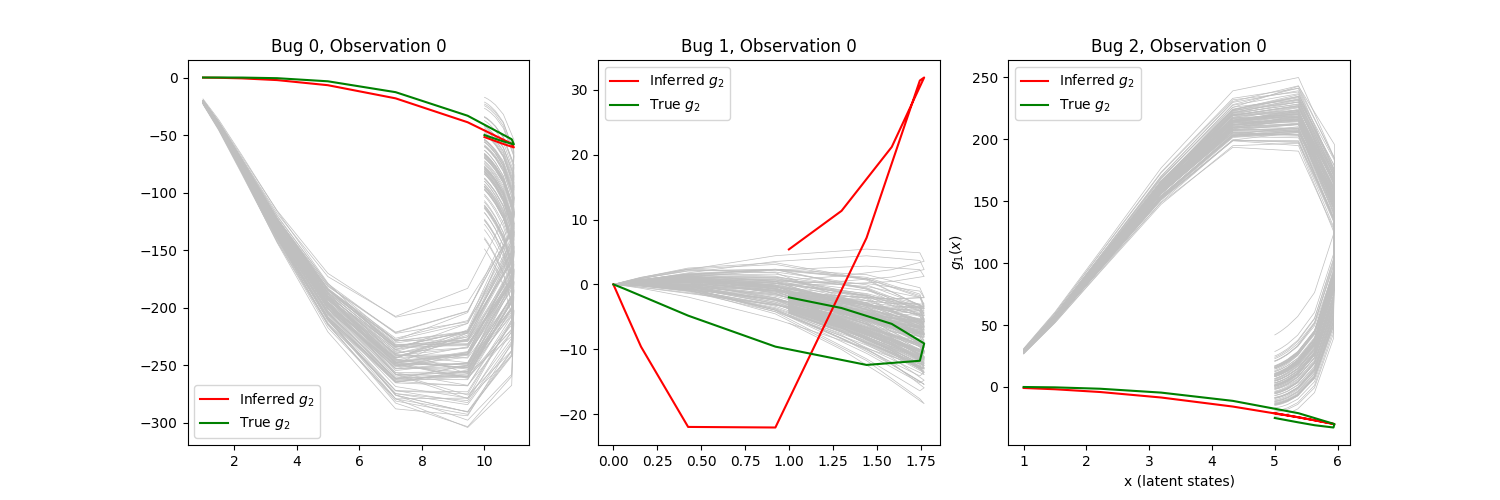 Bug 0, Observation 0
0
−50
−100
−150
−200
−250
−300
Inferred g₂
True g₂
2 4 6 8 10
Bug 1, Observation 0
Inferred g₂
True g₂
30
20
10
0
−10
−20
0.00 0.25 0.50 0.75 1.00 1.25 1.50 1.75
Bug 2, Observation 0
Inferred g₂
True g₂
250
200
150
100
50
0
g₁(x)
1 2 3 4 5 6
x (latent states)